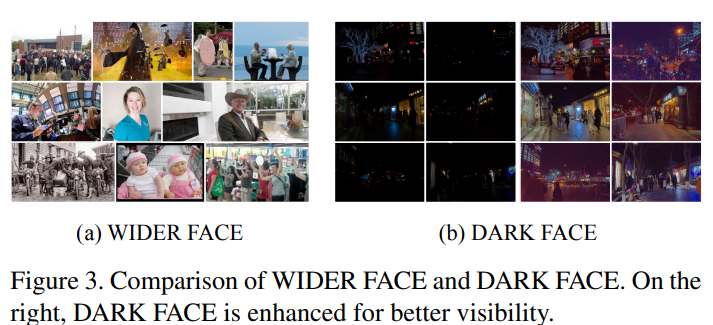 (a) WIDER FACE
(b) DARK FACE
Figure 3. Comparison of WIDER FACE and DARK FACE. On the
right, DARK FACE is enhanced for better visibility.